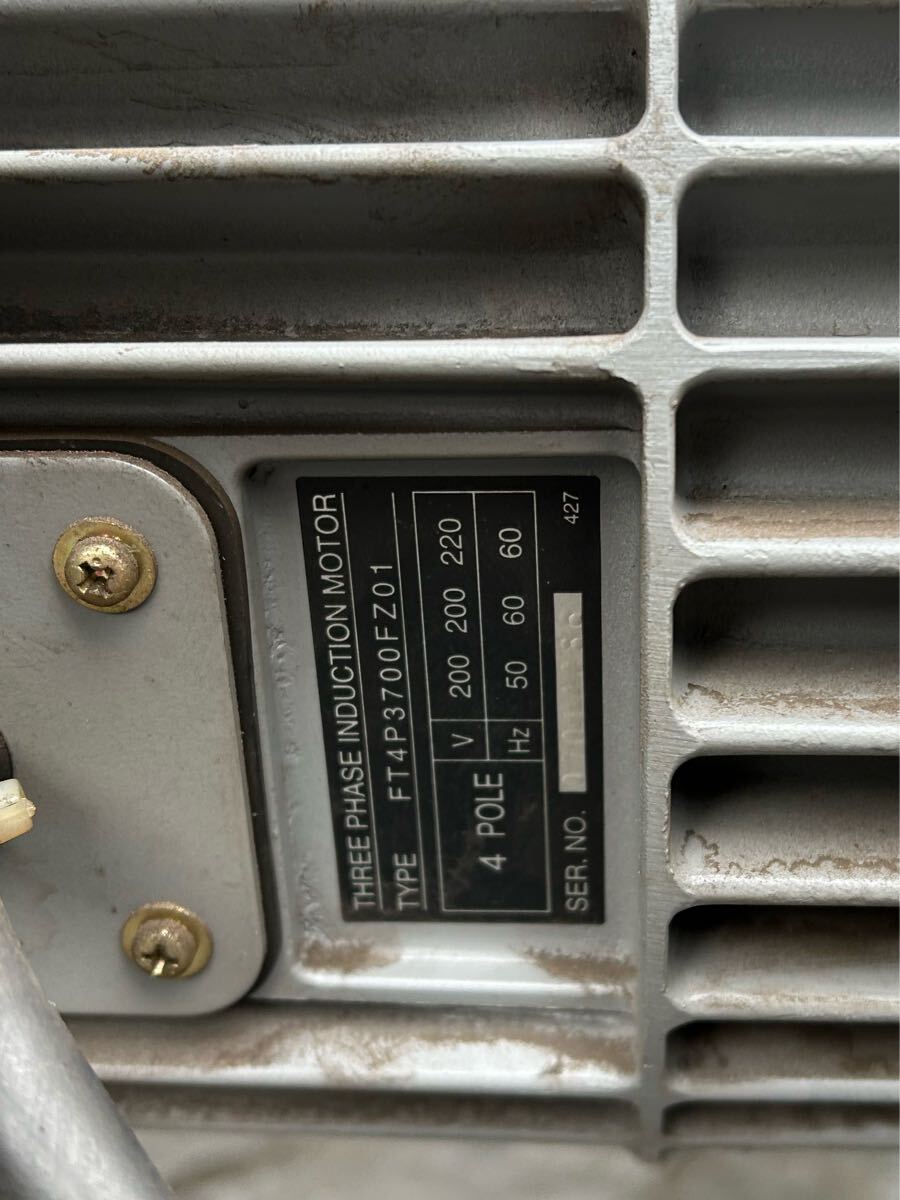 THREE PHASE INDUCTION MOTOR
TYPE FT4P3700FZ01
4 POLE
V 200 200 220
Hz 50 60 60
SER. NO.
427